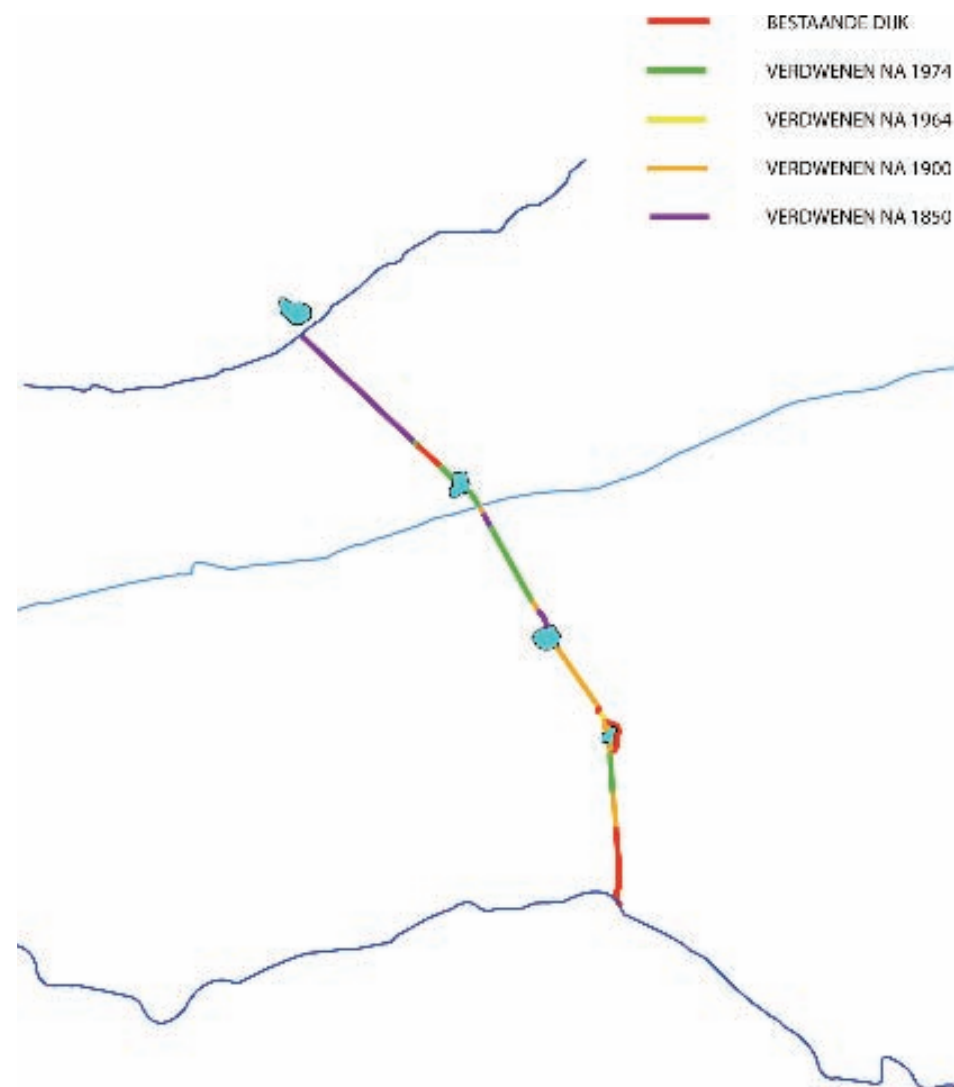 BESTAANDE DIJK
VERDWENEN NA 1974
VERDWENEN NA 1964
VERDWENEN NA 1900
VERDWENEN NA 1850